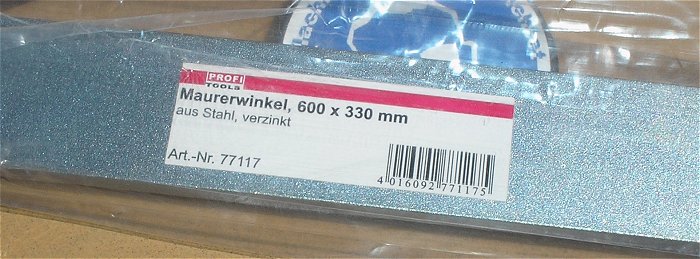 PROFI
TOOLS
Maurerwinkel, 600 x 330 mm
aus Stahl, verzinkt
Art.-Nr. 77117
4 016092 771175